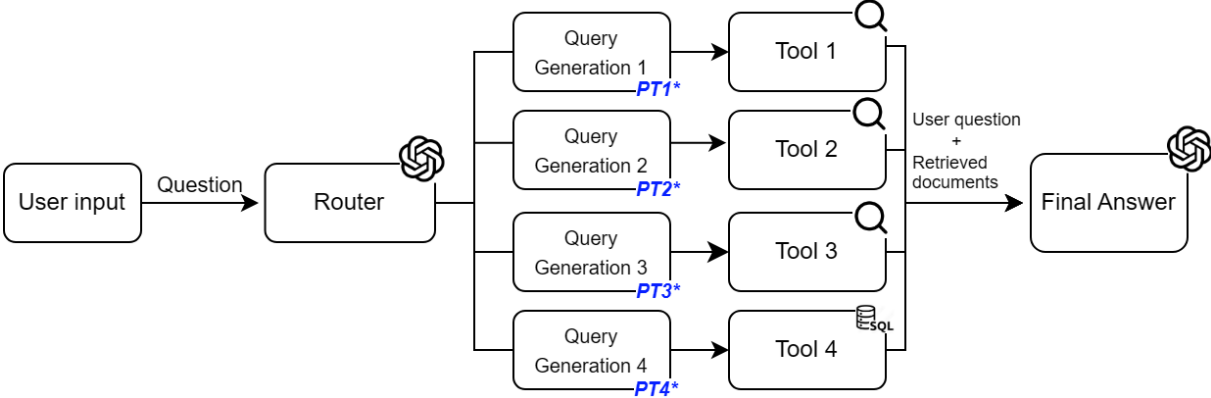 User input
Question
Router
Query
Generation 1
PT1*
Tool 1
Query
Generation 2
PT2*
Tool 2
Query
Generation 3
PT3*
Tool 3
Query
Generation 4
PT4*
Tool 4
SQL
User question
+
Retrieved
documents
Final Answer